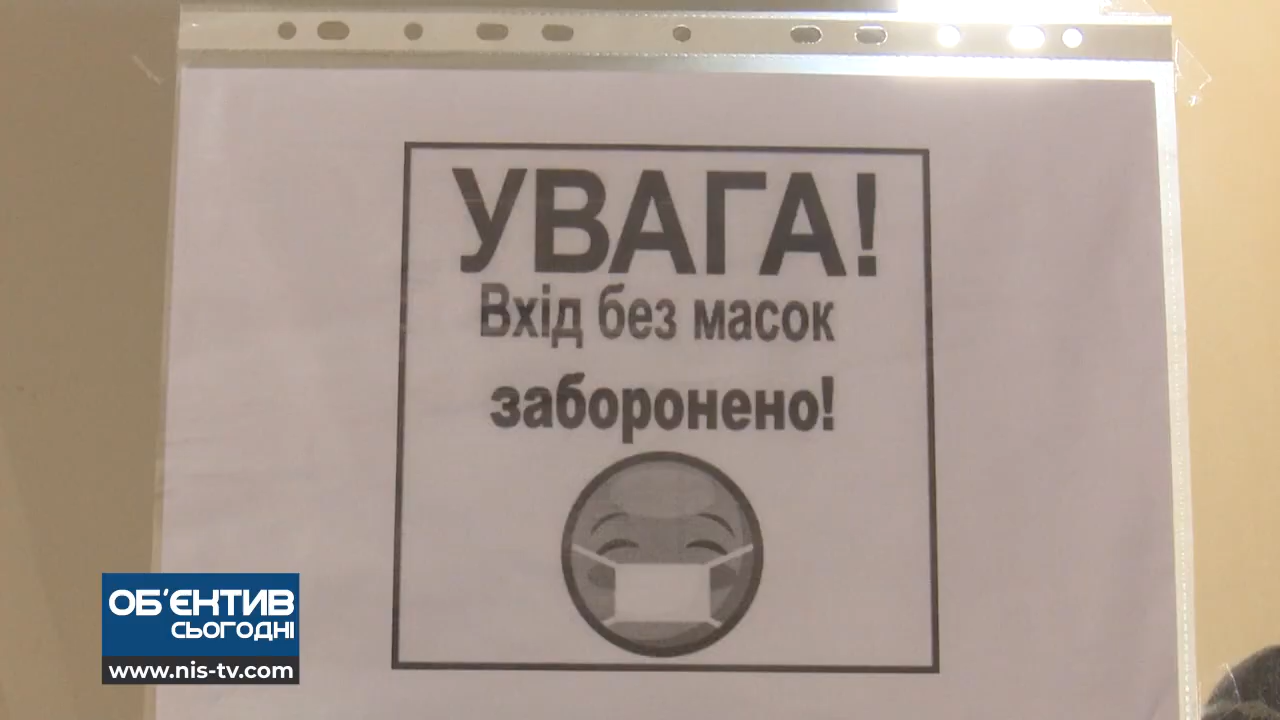 УВАГА!
Вхід без масок
заборонено!
ОБ'ЄКТИВ
СЬОГОДНІ
www.nis-tv.com